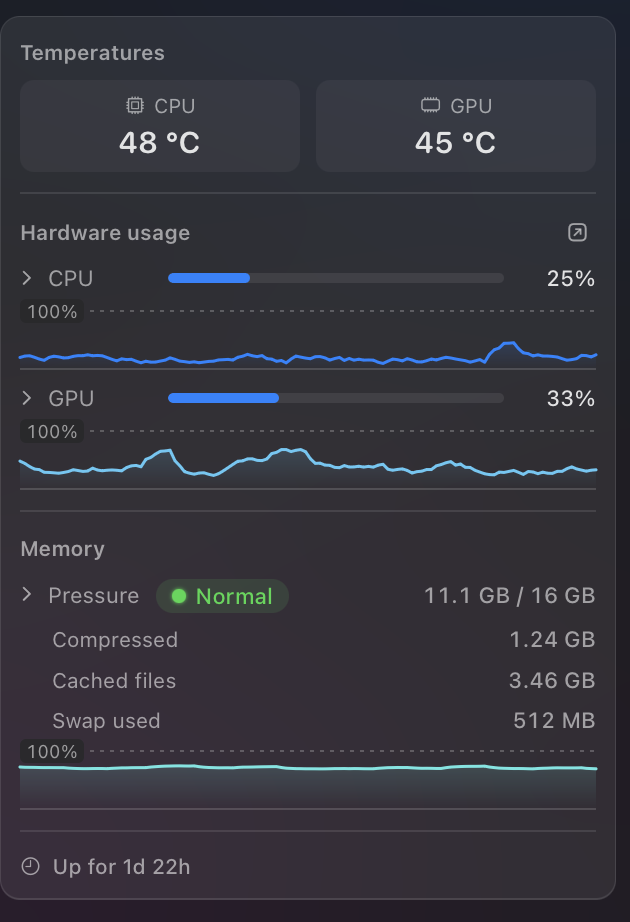 Temperatures
CPU
GPU
48 °C
45 °C
Hardware usage
CPU 25%
100%
GPU 33%
100%
Memory
Pressure Normal 11.1 GB / 16 GB
Compressed 1.24 GB
Cached files 3.46 GB
Swap used 512 MB
100%
Up for 1d 22h